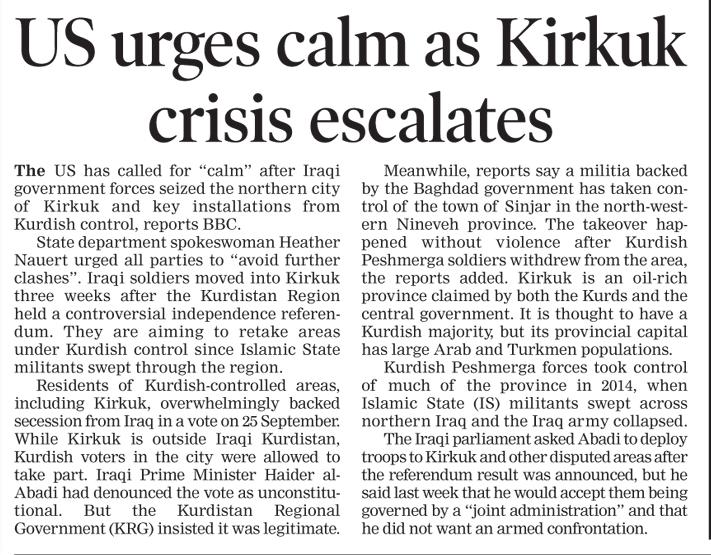 US urges calm as Kirkuk
crisis escalates
The US has called for “calm” after Iraqi
government forces seized the northern city
of Kirkuk and key installations from
Kurdish control, reports BBC.
State department spokeswoman Heather
Nauert urged all parties to “avoid further
clashes”. Iraqi soldiers moved into Kirkuk
three weeks after the Kurdistan Region
held a controversial independence referen-
dum. They are aiming to retake areas
under Kurdish control since Islamic State
militants swept through the region.
Residents of Kurdish-controlled areas,
including Kirkuk, overwhelmingly backed
secession from Iraq in a vote on 25 September.
While Kirkuk is outside Iraqi Kurdistan,
Kurdish voters in the city were allowed to
take part. Iraqi Prime Minister Haider al-
Abadi had denounced the vote as unconstitu-
tional. But the Kurdistan Regional
Government (KRG) insisted it was legitimate.
Meanwhile, reports say a militia backed
by the Baghdad government has taken con-
trol of the town of Sinjar in the north-west-
ern Nineveh province. The takeover hap-
pened without violence after Kurdish
Peshmerga soldiers withdrew from the area,
the reports added. Kirkuk is an oil-rich
province claimed by both the Kurds and the
central government. It is thought to have a
Kurdish majority, but its provincial capital
has large Arab and Turkmen populations.
Kurdish Peshmerga forces took control
of much of the province in 2014, when
Islamic State (IS) militants swept across
northern Iraq and the Iraq army collapsed.
The Iraqi parliament asked Abadi to deploy
troops to Kirkuk and other disputed areas after
the referendum result was announced, but he
said last week that he would accept them being
governed by a “joint administration” and that
he did not want an armed confrontation.